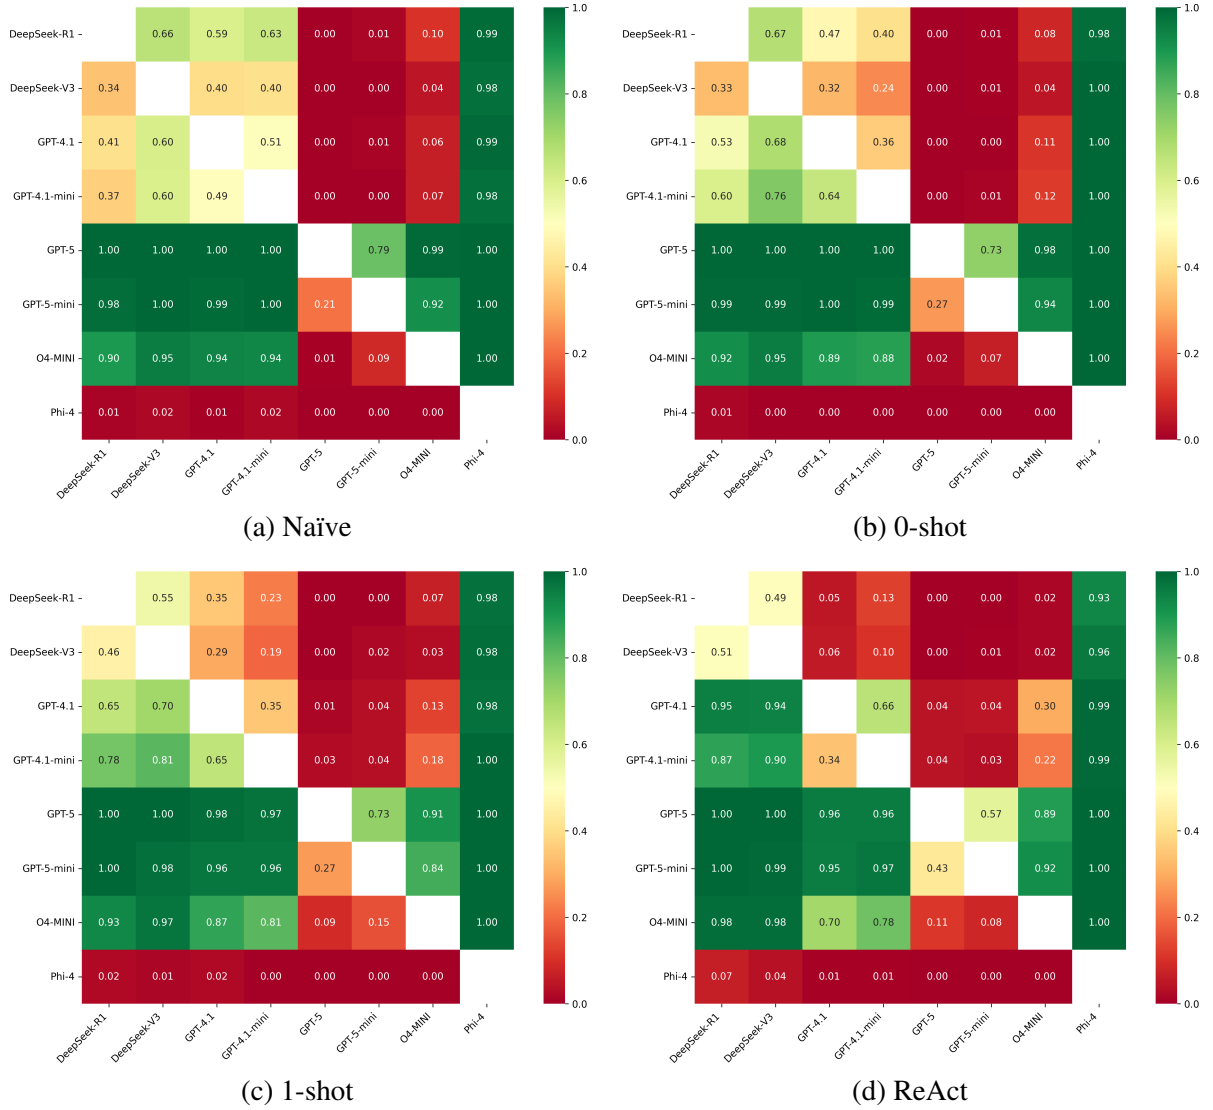 DeepSeek-R1 0.66 0.59 0.63 0.00 0.01 0.10 0.99
DeepSeek-V3 0.34 0.40 0.40 0.00 0.00 0.04 0.98
GPT-4.1 0.41 0.60 0.51 0.00 0.01 0.06 0.99
GPT-4.1-mini 0.37 0.60 0.49 0.00 0.00 0.07 0.98
GPT-5 1.00 1.00 1.00 1.00 0.79 0.99 1.00
GPT-5-mini 0.98 1.00 0.99 1.00 0.21 0.92 1.00
O4-MINI 0.90 0.95 0.94 0.94 0.01 0.09 1.00
Phi-4 0.01 0.02 0.01 0.02 0.00 0.00 0.00
DeepSeek-R1 DeepSeek-V3 GPT-4.1 GPT-4.1-mini GPT-5 GPT-5-mini O4-MINI Phi-4
1.0
0.8
0.6
0.4
0.2
0.0
(a) Naïve
DeepSeek-R1 0.67 0.47 0.40 0.00 0.01 0.08 0.98
DeepSeek-V3 0.33 0.32 0.24 0.00 0.01 0.04 1.00
GPT-4.1 0.53 0.68 0.36 0.00 0.00 0.11 1.00
GPT-4.1-mini 0.60 0.76 0.64 0.00 0.01 0.12 1.00
GPT-5 1.00 1.00 1.00 1.00 0.73 0.98 1.00
GPT-5-mini 0.99 0.99 1.00 0.99 0.27 0.94 1.00
O4-MINI 0.92 0.95 0.89 0.88 0.02 0.07 1.00
Phi-4 0.01 0.00 0.00 0.00 0.00 0.00 0.00
DeepSeek-R1 DeepSeek-V3 GPT-4.1 GPT-4.1-mini GPT-5 GPT-5-mini O4-MINI Phi-4
1.0
0.8
0.6
0.4
0.2
0.0
(b) 0-shot
DeepSeek-R1 0.55 0.35 0.23 0.00 0.00 0.07 0.98
DeepSeek-V3 0.46 0.29 0.19 0.00 0.02 0.03 0.98
GPT-4.1 0.65 0.70 0.35 0.01 0.04 0.13 0.98
GPT-4.1-mini 0.78 0.81 0.65 0.03 0.04 0.18 1.00
GPT-5 1.00 1.00 0.98 0.97 0.73 0.91 1.00
GPT-5-mini 1.00 0.98 0.96 0.96 0.27 0.84 1.00
O4-MINI 0.93 0.97 0.87 0.81 0.09 0.15 1.00
Phi-4 0.02 0.01 0.02 0.00 0.00 0.00 0.00
DeepSeek-R1 DeepSeek-V3 GPT-4.1 GPT-4.1-mini GPT-5 GPT-5-mini O4-MINI Phi-4
1.0
0.8
0.6
0.4
0.2
0.0
(c) 1-shot
DeepSeek-R1 0.49 0.05 0.13 0.00 0.00 0.02 0.93
DeepSeek-V3 0.51 0.06 0.10 0.00 0.01 0.02 0.96
GPT-4.1 0.95 0.94 0.66 0.04 0.04 0.30 0.99
GPT-4.1-mini 0.87 0.90 0.34 0.04 0.03 0.22 0.99
GPT-5 1.00 1.00 0.96 0.96 0.57 0.89 1.00
GPT-5-mini 1.00 0.99 0.95 0.97 0.43 0.92 1.00
O4-MINI 0.98 0.98 0.70 0.78 0.11 0.08 1.00
Phi-4 0.07 0.04 0.01 0.01 0.00 0.00 0.00
DeepSeek-R1 DeepSeek-V3 GPT-4.1 GPT-4.1-mini GPT-5 GPT-5-mini O4-MINI Phi-4
1.0
0.8
0.6
0.4
0.2
0.0
(d) ReAct